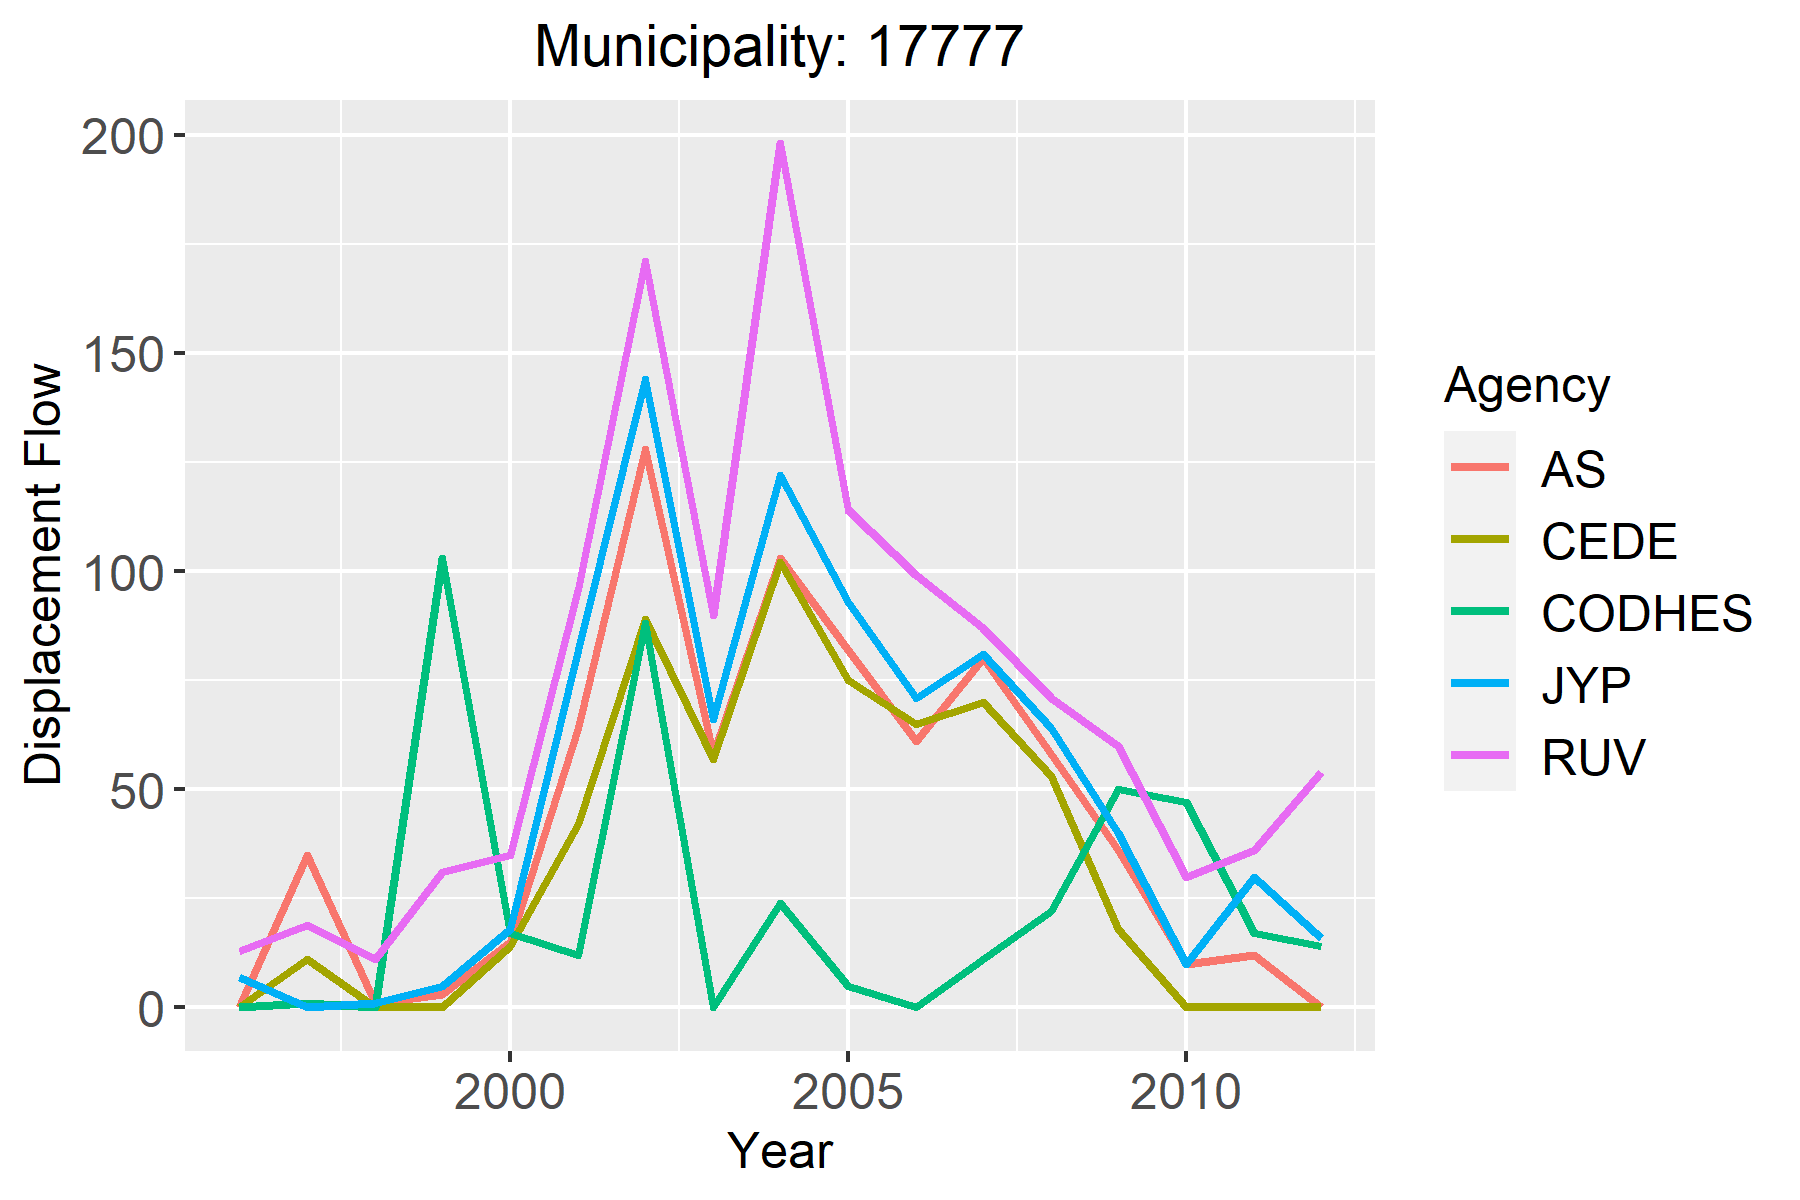 Municipality: 17777
Displacement Flow
200
150
100
50
0
2000 2005 2010
Year
Agency
AS
CEDE
CODHES
JYP
RUV